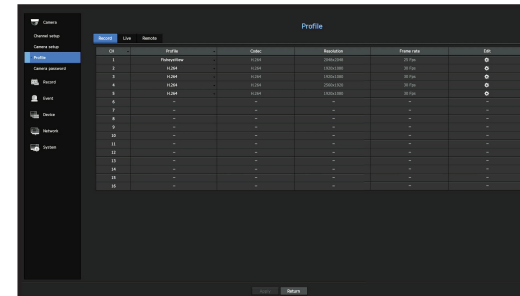 Camera
Profile
Channel setup
Record Live Remote
Camera setup
CH Profile Codec Resolution Frame rate Edit
Profile
1 Fisheyeview H.264 2048x2048 20 fps
Camera password
2 H.264 H.264 1920x1080 30 fps
3 H.264 H.264 1920x1080 30 fps
Record
4 H.264 H.264 30 fps
5 H.264 H.264 1920x1080 30 fps
Event
6 - - - - -
7 - - - - -
Device
8 - - - - -
9 - - - - -
Network
10 - - - - -
11 - - - - -
System
12 - - - - -
13 - - - - -
14 - - - - -
15 - - - - -
16 - - - - -
Apply Return